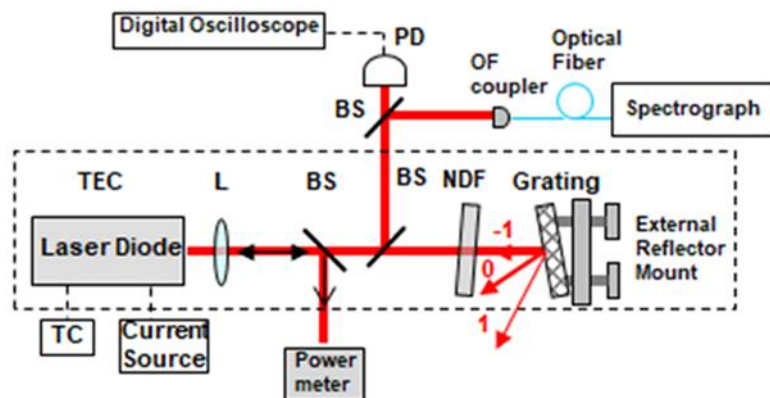 Digital Oscilloscope
PD
Optical
Fiber
OF
coupler
BS
Spectrograph
TEC
L
BS
BS
NDF
Grating
Laser Diode
-1
0
1
External
Reflector
Mount
TC
Current
Source
Power
meter